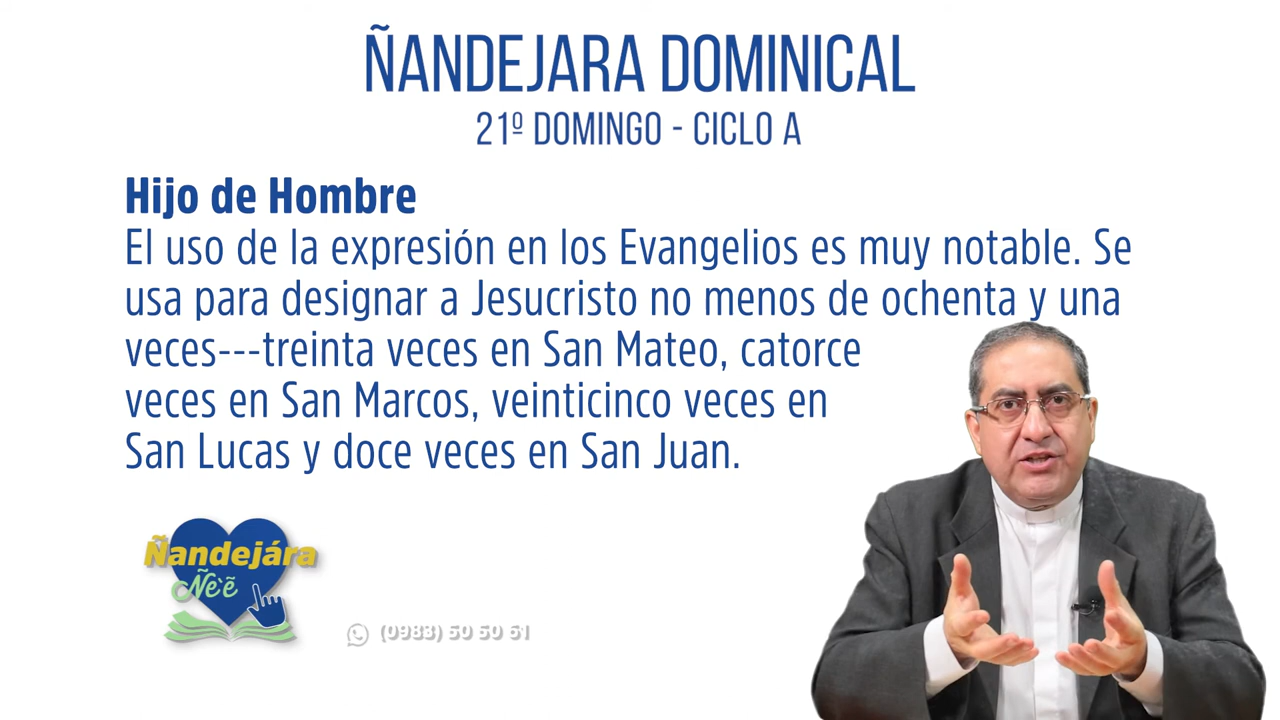 ÑANDEJARA DOMINICAL
21º DOMINGO - CICLO A
Hijo de Hombre
El uso de la expresión en los Evangelios es muy notable. Se
usa para designar a Jesucristo no menos de ochenta y una
veces---treinta veces en San Mateo, catorce
veces en San Marcos, veinticinco veces en
San Lucas y doce veces en San Juan.
Ñandejára
Ñe'ẽ
(0983) 50 50 51